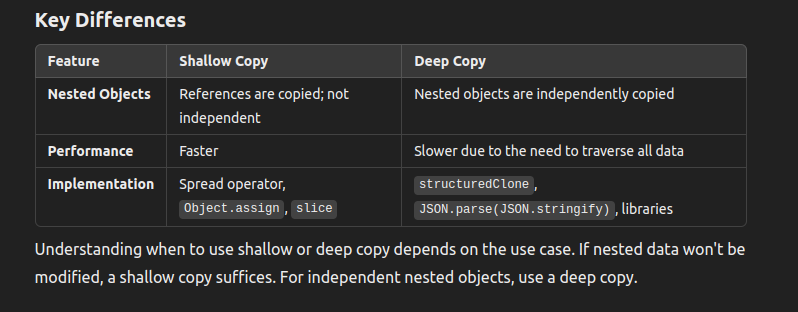 Key Differences
Feature Shallow Copy Deep Copy
Nested Objects References are copied; not Nested objects are independently copied
independent
Performance Faster Slower due to the need to traverse all data
Implementation Spread operator, structuredClone,
Object.assign, slice JSON.parse(JSON.stringify), libraries
Understanding when to use shallow or deep copy depends on the use case. If nested data won't be
modified, a shallow copy suffices. For independent nested objects, use a deep copy.